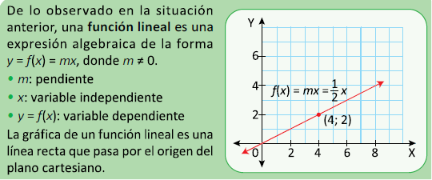 De lo observado en la situación
anterior, una función lineal es una
expresión algebraica de la forma
y = f(x) = mx, donde m ≠ 0.
• m: pendiente
• x: variable independiente
• y = f(x): variable dependiente
La gráfica de un función lineal es una
línea recta que pasa por el origen del
plano cartesiano.
Y
6
4
f(x) = mx = 1/2 x
2
(4; 2)
0 2 4 6 8 X